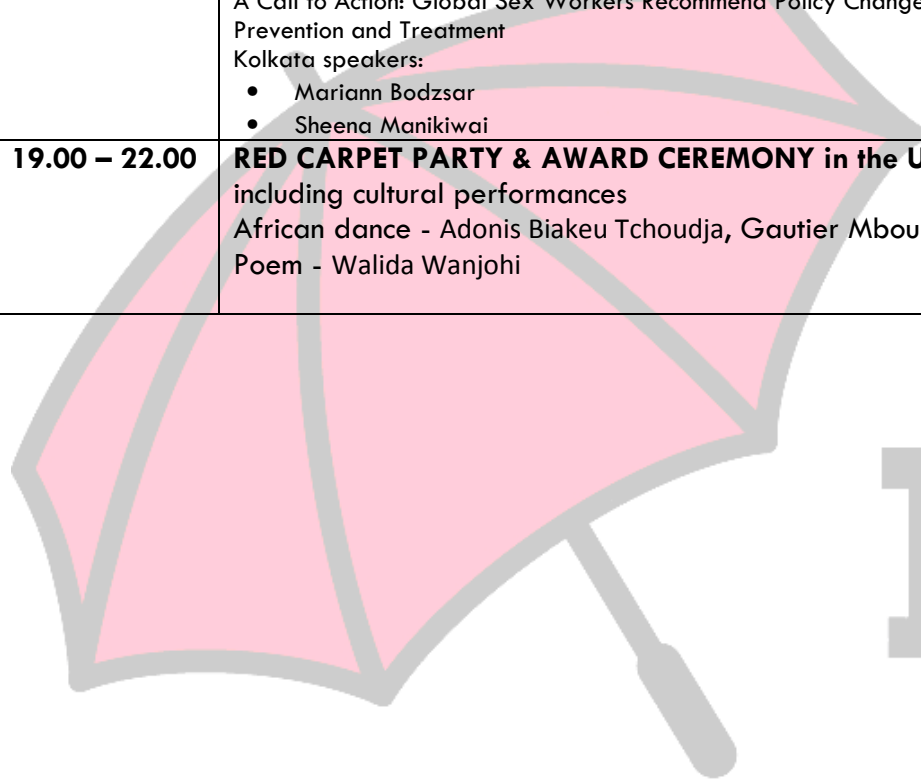 A Call to Action: Global Sex Workers Recommend Policy Change
Prevention and Treatment
Kolkata speakers:
• Mariann Bodzsar
• Sheena Manikiwai
19.00 – 22.00 RED CARPET PARTY & AWARD CEREMONY in the
including cultural performances
African dance - Adonis Biakeu Tchoudja, Gautier Mbou
Poem - Walida Wanjohi